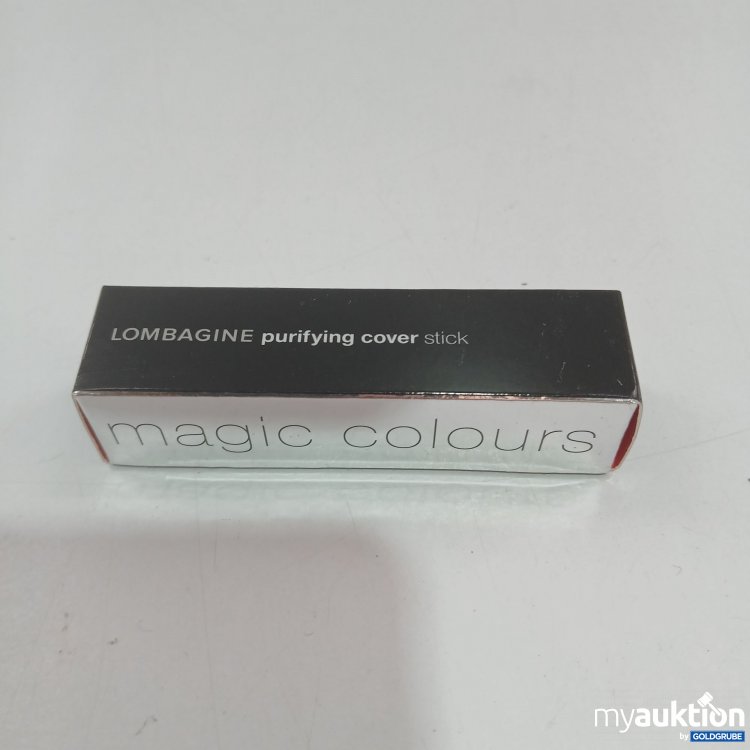 LOMBAGINE purifying cover stick
magic colours
myauktion
by GOLDGRUBE